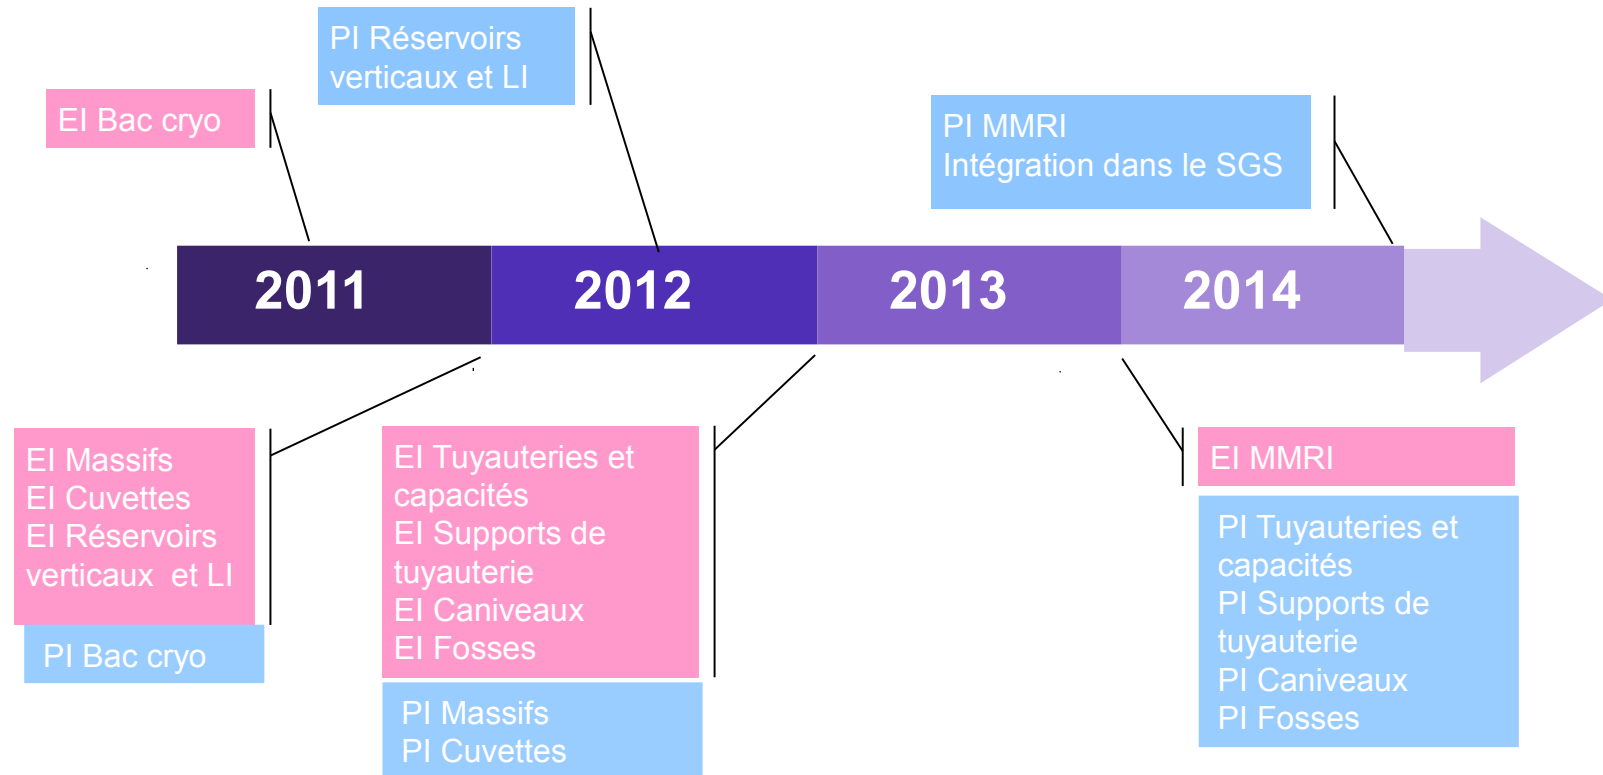 PI Réservoirs
verticaux et LI
EI Bac cryo
PI MMRI
Intégration dans le SGS
2011
2012
2013
2014
EI Massifs
EI Cuvettes
EI Réservoirs
verticaux et LI
PI Bac cryo
EI Tuyauteries et
capacités
EI Supports de
tuyauterie
EI Caniveaux
EI Fosses
PI Massifs
PI Cuvettes
EI MMRI
PI Tuyauteries et
capacités
PI Supports de
tuyauterie
PI Caniveaux
PI Fosses